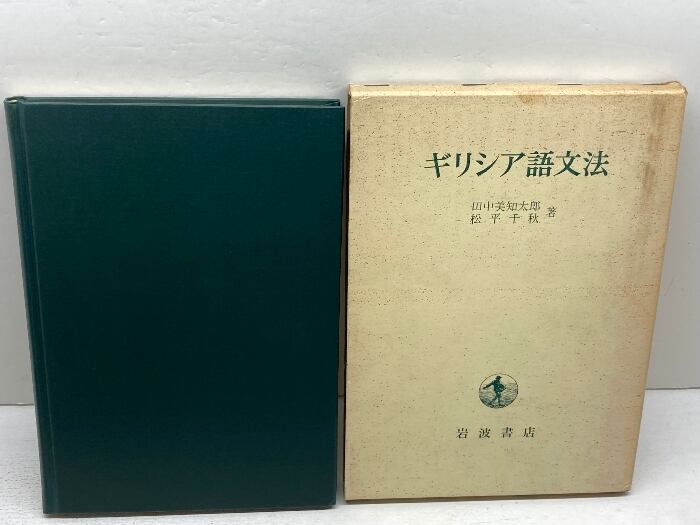 ギリシア語文法
田中美知太郎
松平千秋 著
岩波書店